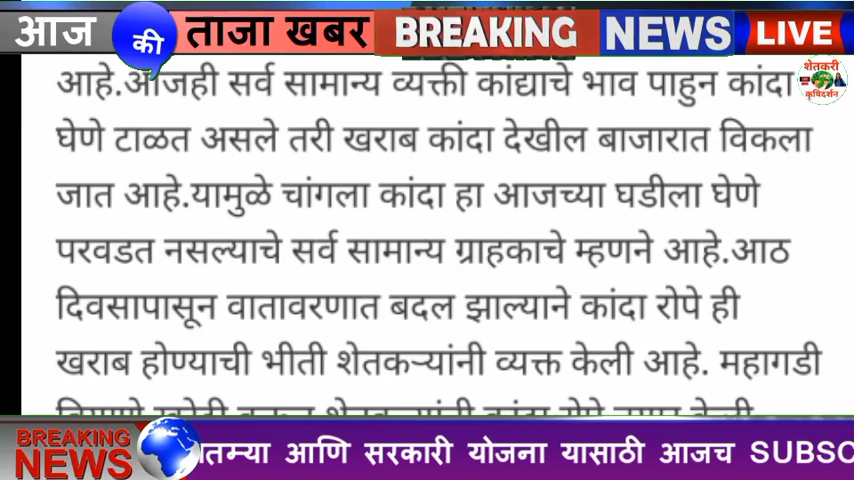 आज की ताजा खबर BREAKING NEWS LIVE
शेतकरी
कृषिदर्शन
आहे.आजही सर्व सामान्य व्यक्ती कांद्याचे भाव पाहुन कांदा
घेणे टाळत असले तरी खराब कांदा देखील बाजारात विकला
जात आहे.यामुळे चांगला कांदा हा आजच्या घडीला घेणे
परवडत नसल्याचे सर्व सामान्य ग्राहकाचे म्हणने आहे.आठ
दिवसापासून वातावरणात बदल झाल्याने कांदा रोपे ही
खराब होण्याची भीती शेतकऱ्यांनी व्यक्त केली आहे. महागडी
BREAKING
NEWS
आणि सरकारी योजना यासाठी आजच SUBSC